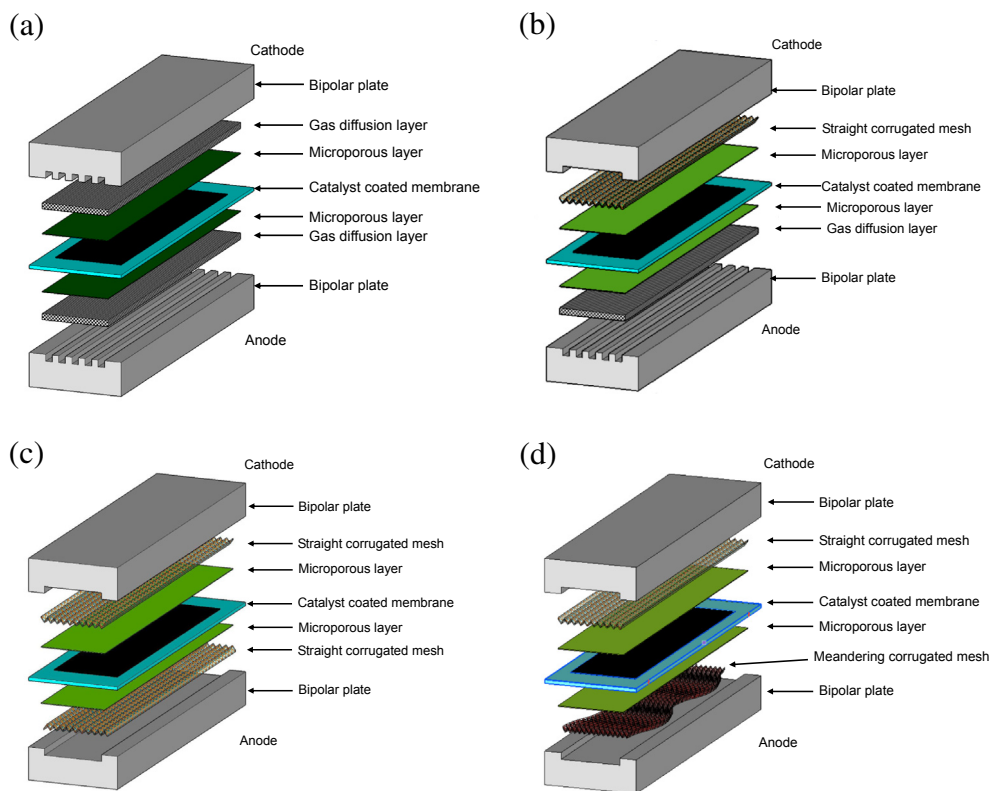 (a)
Cathode
Bipolar plate
Gas diffusion layer
Microporous layer
Catalyst coated membrane
Microporous layer
Gas diffusion layer
Bipolar plate
Anode
(b)
Cathode
Bipolar plate
Straight corrugated mesh
Microporous layer
Catalyst coated membrane
Microporous layer
Gas diffusion layer
Bipolar plate
Anode
(c)
Cathode
Bipolar plate
Straight corrugated mesh
Microporous layer
Catalyst coated membrane
Microporous layer
Straight corrugated mesh
Bipolar plate
Anode
(d)
Cathode
Bipolar plate
Straight corrugated mesh
Microporous layer
Catalyst coated membrane
Microporous layer
Meandering corrugated mesh
Bipolar plate
Anode